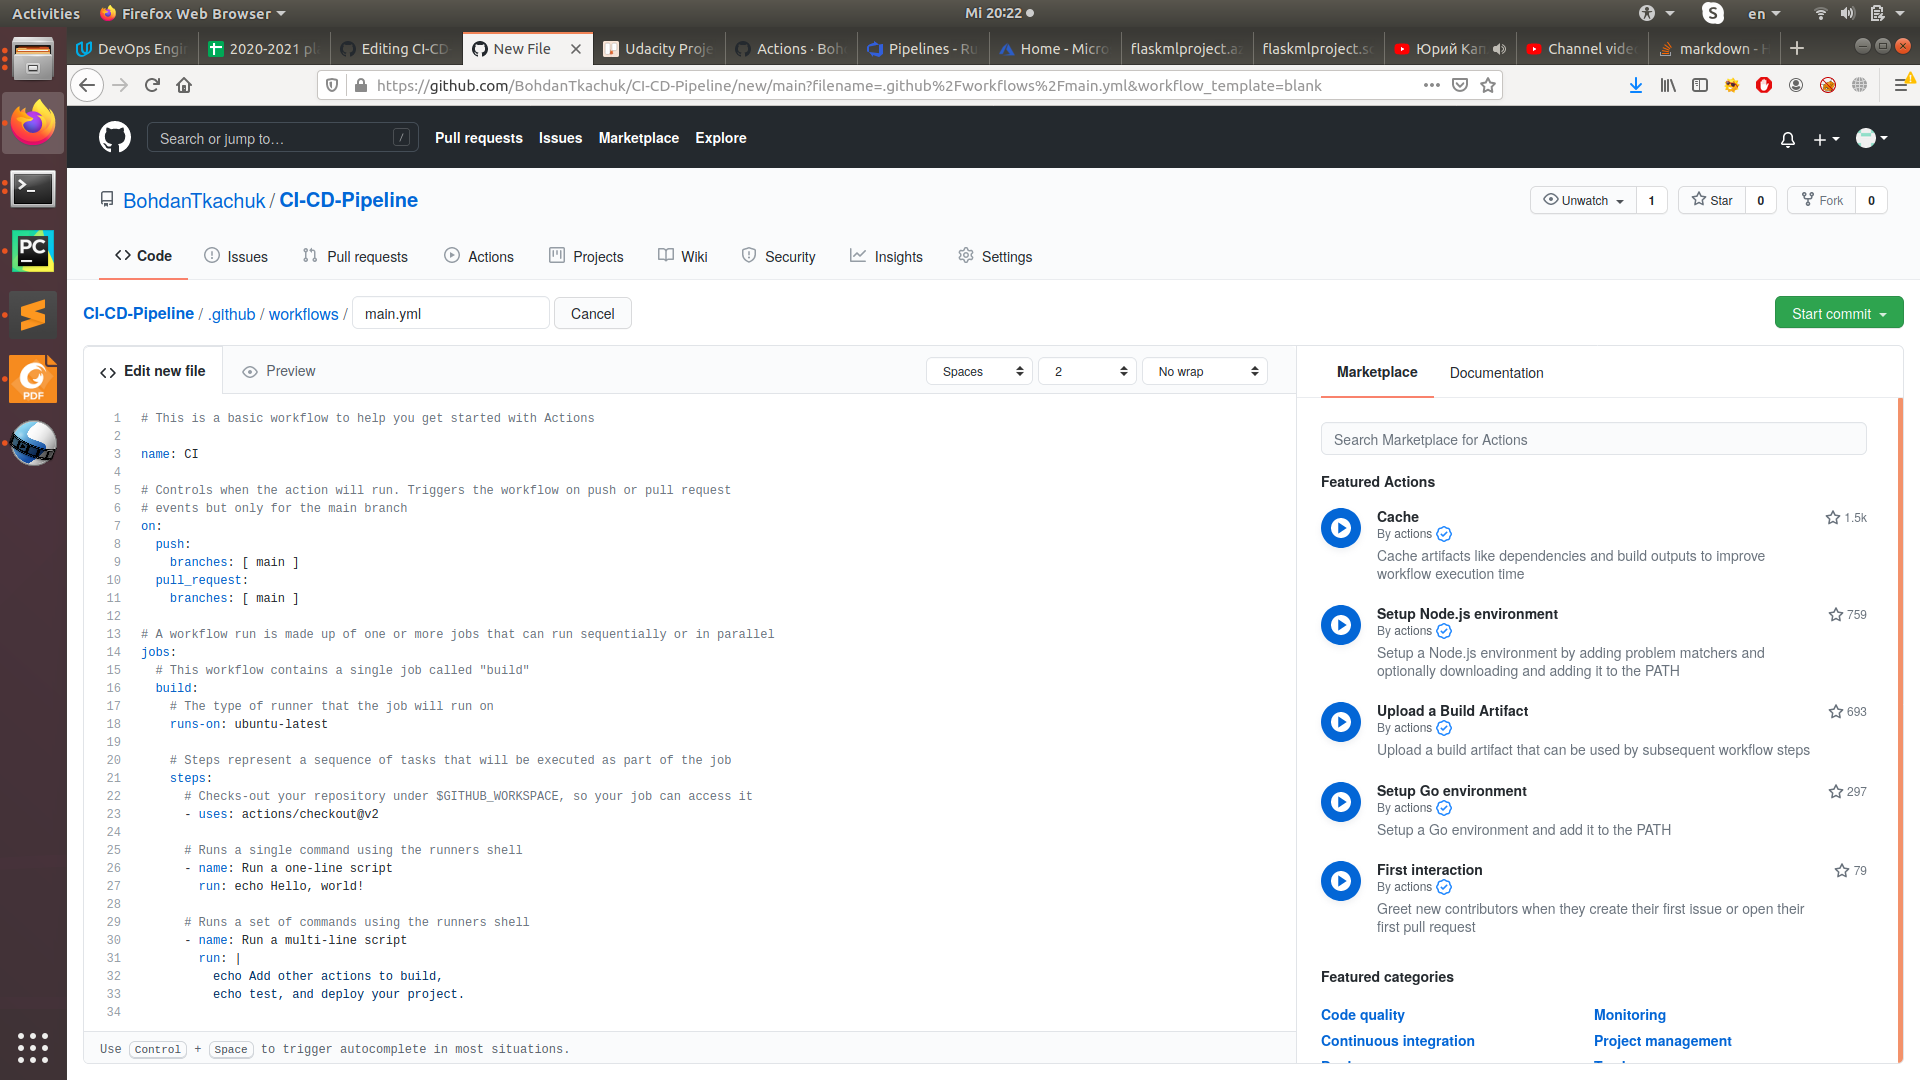 Activities
Firefox Web Browser
Mi 20:22
en
DevOps Engi
2020-2021 pl
Editing CI-CD
New File
Udacity Proje
Actions · Boh
Pipelines - Ru
Home - Micro
flaskmlproject.a
flaskmlproject.s
Юрий Кап
Channel vide
markdown - H
https://github.com/BohdanTkachuk/CI-CD-Pipeline/new/main?filename=.github%2Fworkflows%2Fmain.yml&workflow_template=blank
Search or jump to…
/
Pull requests
Issues
Marketplace
Explore
BohdanTkachuk / CI-CD-Pipeline
Unwatch
1
Star
0
Fork
0
Code
Issues
Pull requests
Actions
Projects
Wiki
Security
Insights
Settings
CI-CD-Pipeline / .github / workflows /
main.yml
Cancel
Start commit
Edit new file
Preview
Spaces
2
No wrap
1 # This is a basic workflow to help you get started with Actions
2
3 name: CI
4
5 # Controls when the action will run. Triggers the workflow on push or pull request
6 # events but only for the main branch
7 on:
8   push:
9     branches: [ main ]
10   pull_request:
11     branches: [ main ]
12
13 # A workflow run is made up of one or more jobs that can run sequentially or in parallel
14 jobs:
15   # This workflow contains a single job called "build"
16   build:
17     # The type of runner that the job will run on
18     runs-on: ubuntu-latest
19
20     # Steps represent a sequence of tasks that will be executed as part of the job
21     steps:
22       # Checks-out your repository under $GITHUB_WORKSPACE, so your job can access it
23       - uses: actions/checkout@v2
24
25       # Runs a single command using the runners shell
26       - name: Run a one-line script
27         run: echo Hello, world!
28
29       # Runs a set of commands using the runners shell
30       - name: Run a multi-line script
31         run: |
32           echo Add other actions to build,
33           echo test, and deploy your project.
34
Use Control + Space to trigger autocomplete in most situations.
Marketplace
Documentation
Search Marketplace for Actions
Featured Actions
Cache
1.5k
By actions
Cache artifacts like dependencies and build outputs to improve
workflow execution time
Setup Node.js environment
759
By actions
Setup a Node.js environment by adding problem matchers and
optionally downloading and adding it to the PATH
Upload a Build Artifact
693
By actions
Upload a build artifact that can be used by subsequent workflow steps
Setup Go environment
297
By actions
Setup a Go environment and add it to the PATH
First interaction
79
By actions
Greet new contributors when they create their first issue or open their
first pull request
Featured categories
Code quality
Monitoring
Continuous integration
Project management
PC
PDF